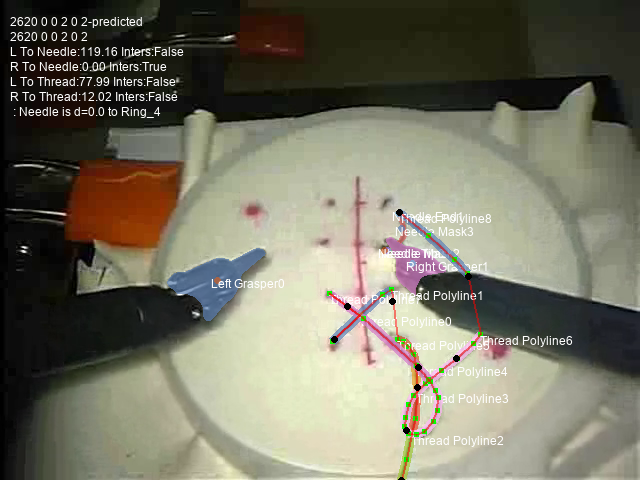 2620 0 0 2 0 2-predicted
2620 0 0 2 0 2
L To Needle:119.16 Inters:False
R To Needle:0.00 Inters:True
L To Thread:77.99 Inters:False
R To Thread:12.02 Inters:False
: Needle is d=0.0 to Ring_4
Thread Polyline8
Needle Mask3
Right Grasper1
Left Grasper0
Thread Polyline1
Polyline0
Thread Polyline6
Polyline4
Thread Polyline3
Thread Polyline2